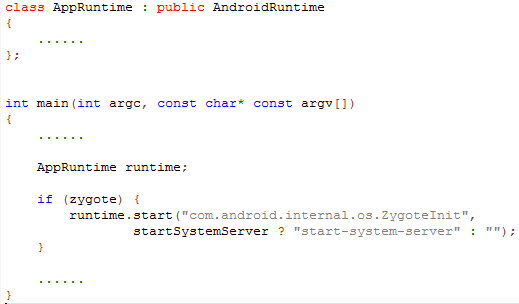 class AppRuntime : public AndroidRuntime
{
    ......
};
int main(int argc, const char* const argv[])
{
    ......
    AppRuntime runtime;
    if (zygote) {
        runtime.start("com.android.internal.os.ZygoteInit",
                startSystemServer ? "start-system-server" : "");
    }
    ......
}